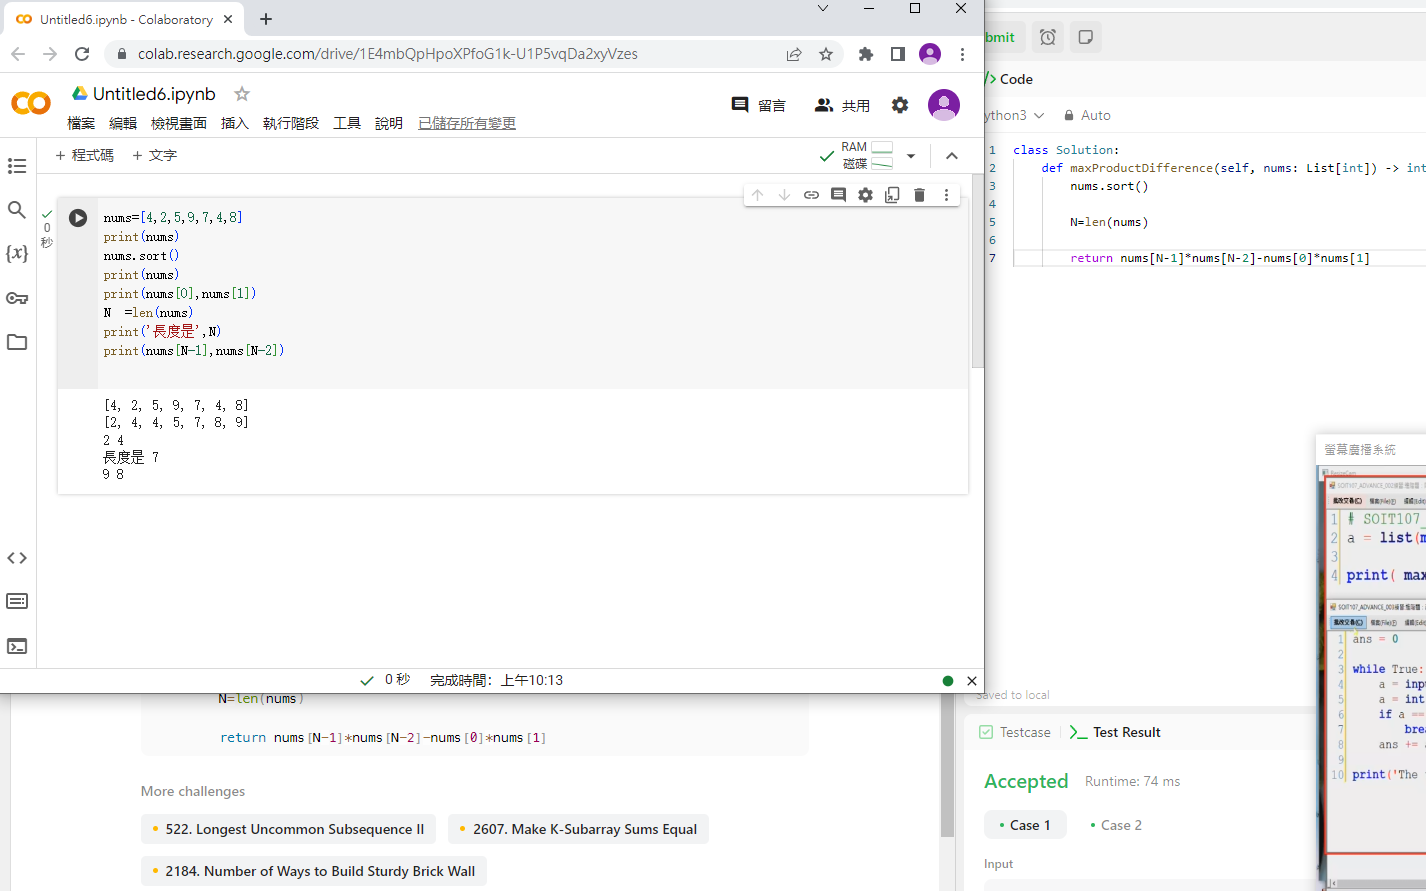 Untitled6.ipynb - Colaboratory
colab.research.google.com/drive/1E4mbQpHpoXPfoG1k-U1P5vqDa2xyVzes
Untitled6.ipynb
留言
共用
檔案 編輯 檢視畫面 插入 執行階段 工具 說明 已儲存所有變更
+ 程式碼 + 文字
RAM
磁碟
0
秒
nums=[4,2,5,9,7,4,8]
print(nums)
nums.sort()
print(nums)
print(nums[0],nums[1])
N =len(nums)
print('長度是',N)
print(nums[N-1],nums[N-2])
[4, 2, 5, 9, 7, 4, 8]
[2, 4, 4, 5, 7, 8, 9]
2 4
長度是 7
9 8
0 秒 完成時間：上午10:13
N=len(nums)
return nums[N-1]*nums[N-2]-nums[0]*nums[1]
More challenges
522. Longest Uncommon Subsequence II
2607. Make K-Subarray Sums Equal
2184. Number of Ways to Build Sturdy Brick Wall
bmit
Code
ython3 Auto
1 class Solution:
2 def maxProductDifference(self, nums: List[int]) -> int
3 nums.sort()
4
5 N=len(nums)
6
7 return nums[N-1]*nums[N-2]-nums[0]*nums[1]
Saved to local
Testcase
Test Result
Accepted Runtime: 74 ms
Case 1 Case 2
Input
螢幕廣播系統
1 # SOIT107_
2 a = list(m
3
4 print( max
1 ans = 0
2
3 while True:
4 a = inpu
5 a = int
6 if a ==
7 brea
8 ans +=
9
10 print('The